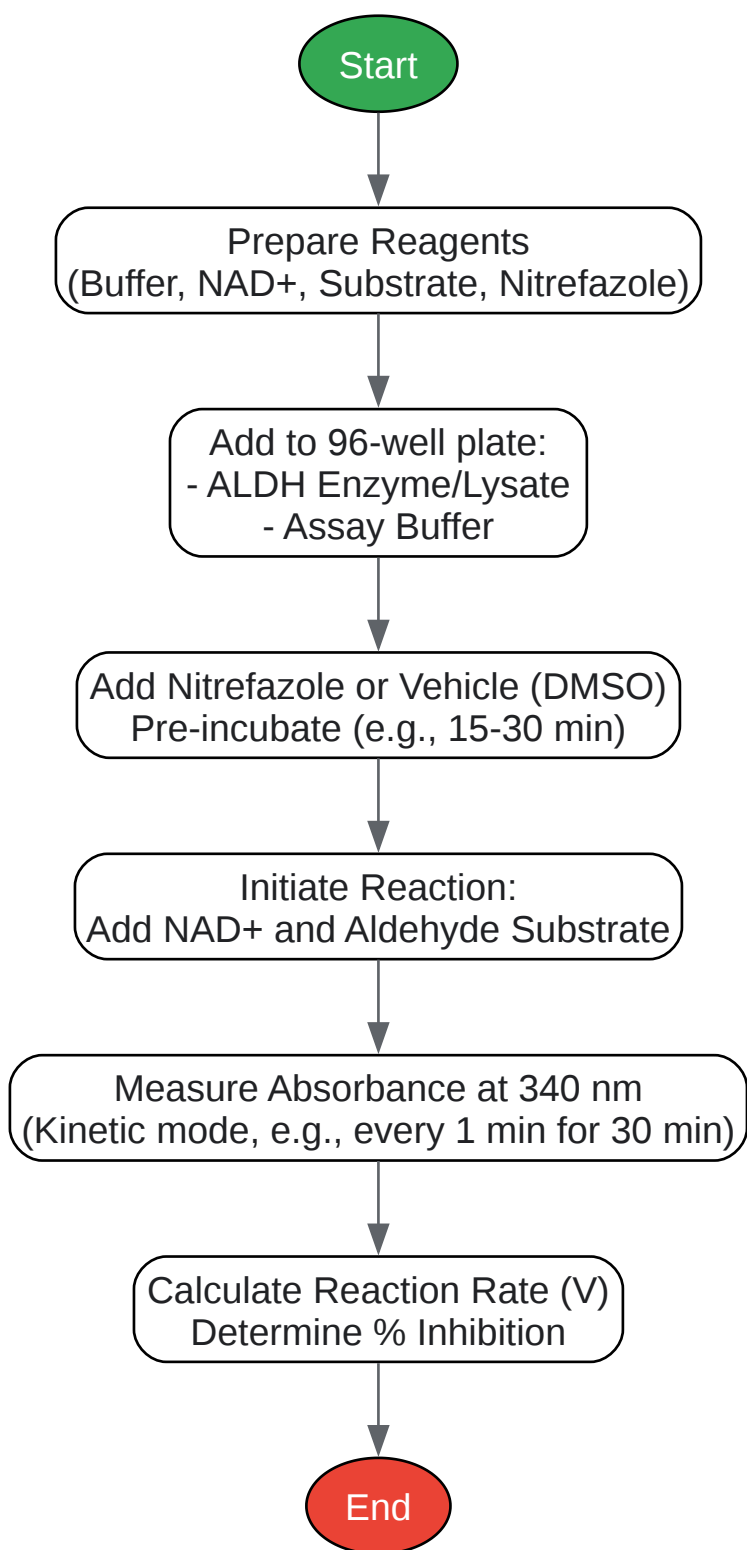 Start
Prepare Reagents
(Buffer, NAD+, Substrate, Nitrefazole)
Add to 96-well plate:
- ALDH Enzyme/Lysate
- Assay Buffer
Add Nitrefazole or Vehicle (DMSO)
Pre-incubate (e.g., 15-30 min)
Initiate Reaction:
Add NAD+ and Aldehyde Substrate
Measure Absorbance at 340 nm
(Kinetic mode, e.g., every 1 min for 30 min)
Calculate Reaction Rate (V)
Determine % Inhibition
End